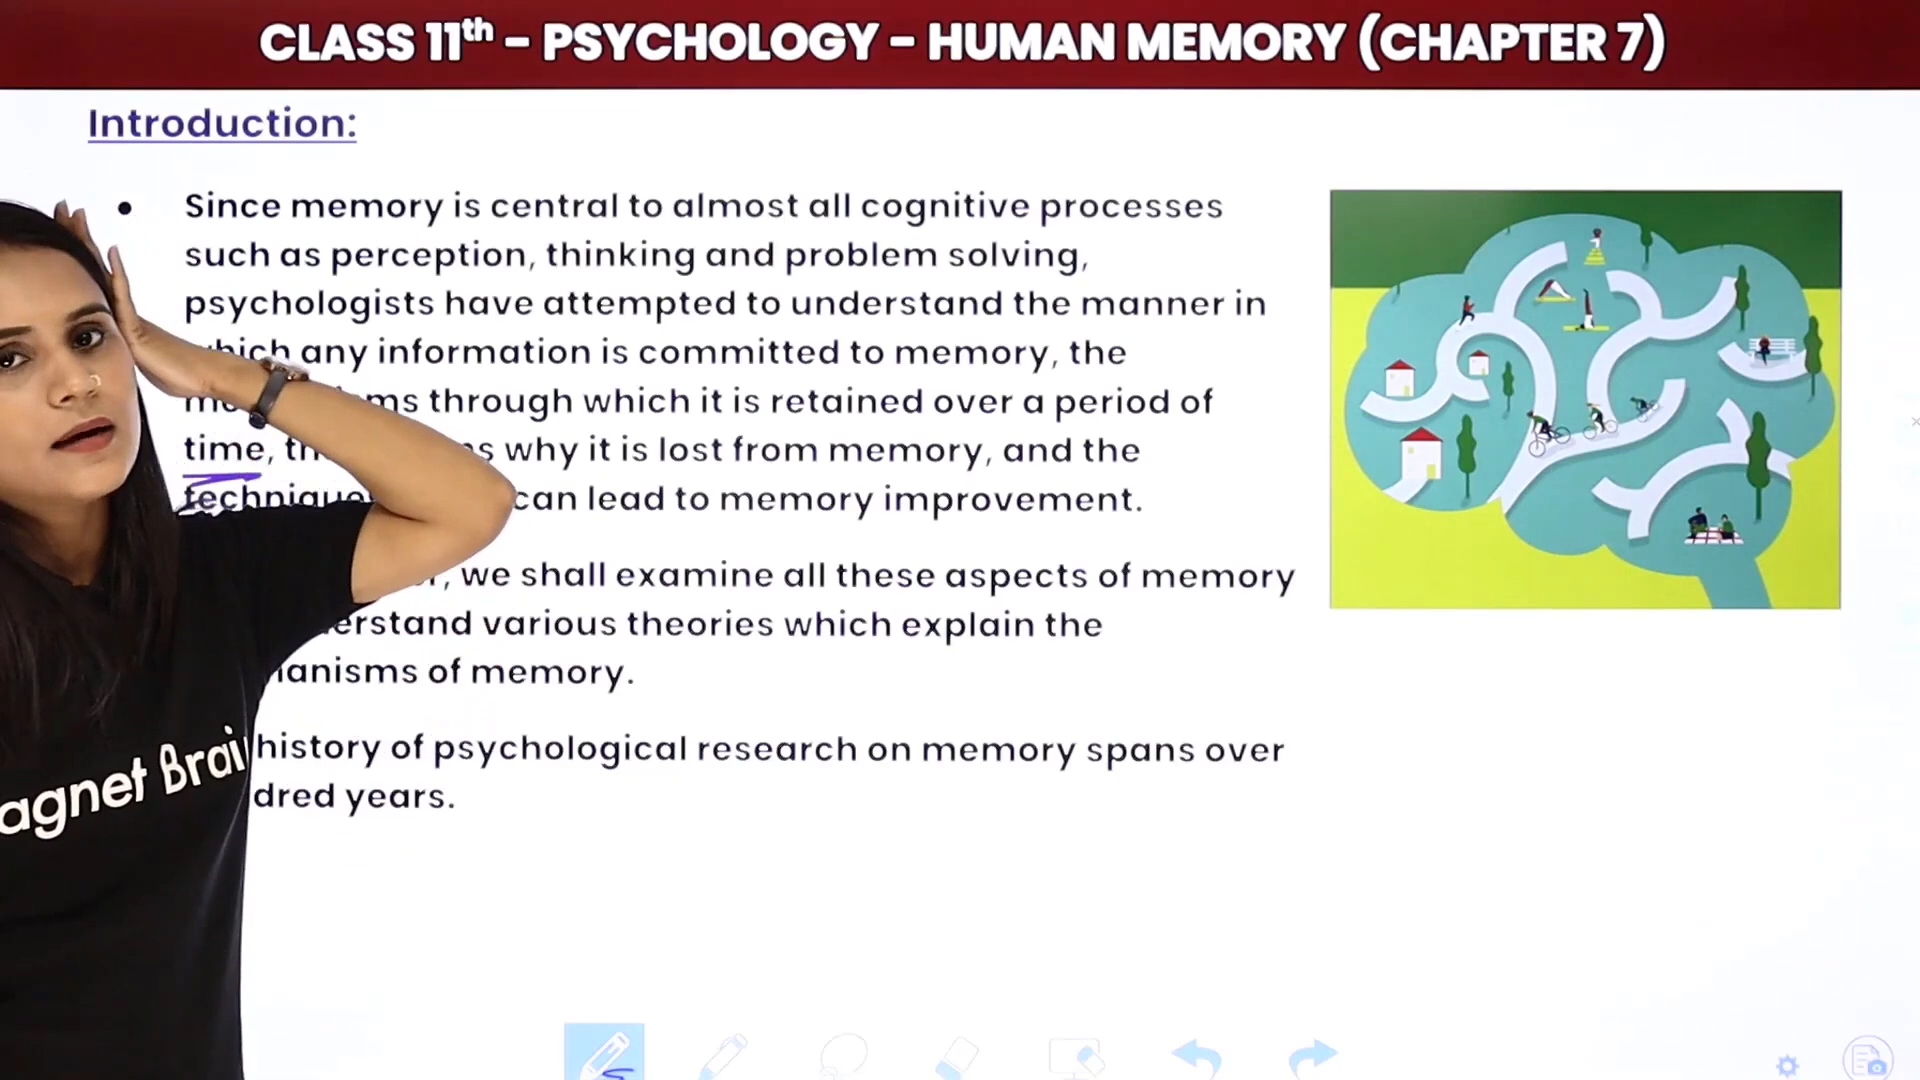 CLASS 11th - PSYCHOLOGY - HUMAN MEMORY (CHAPTER 7)
Introduction:
• Since memory is central to almost all cognitive processes
such as perception, thinking and problem solving,
psychologists have attempted to understand the manner in
which any information is committed to memory, the
through which it is retained over a period of
time, why it is lost from memory, and the
can lead to memory improvement.
we shall examine all these aspects of memory
various theories which explain the
of memory.
history of psychological research on memory spans over
years.
agnet Brai